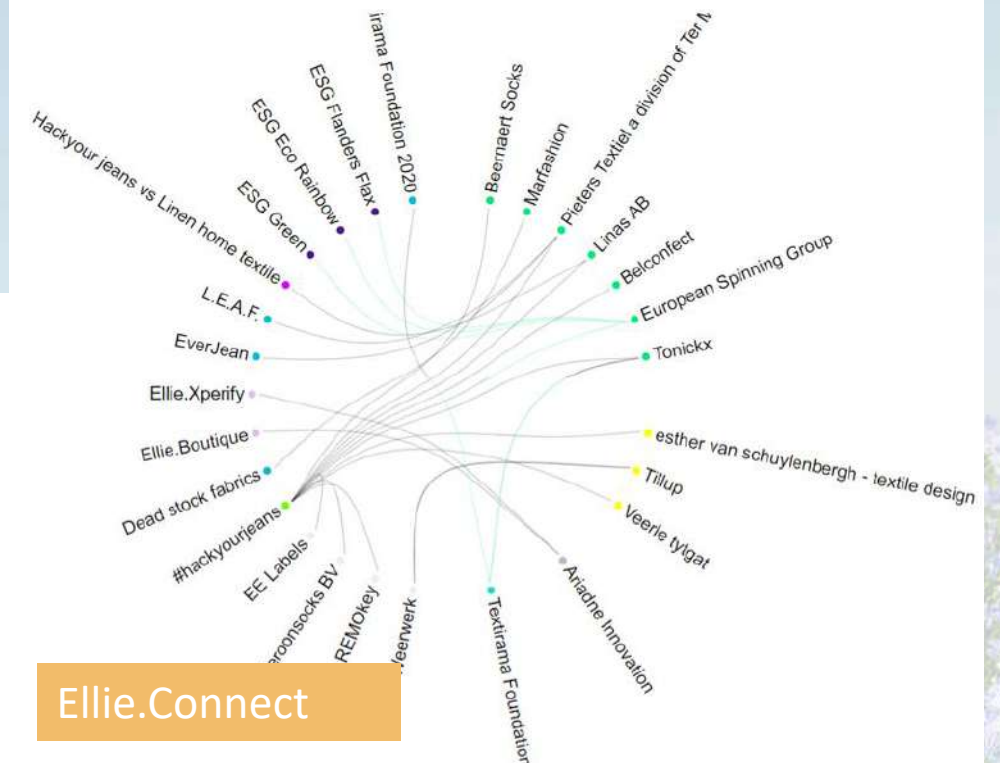 irama Foundation 2020
ESG Flanders Flax
ESG Eco Rainbow
ESG Green
Hackyour jeans vs Linen home textile
L.E.A.F.
EverJean
Ellie.Xperify
Ellie.Boutique
Dead stock fabrics
#hackyourjeans
EE Labels
eroonsocks BV
REMOkey
Beernaert Socks
Marfashion
Pieters Textiel a division of Ter
Linas AB
Belconfect
European Spinning Group
Tonickx
esther van schuylenbergh - textile design
Tillup
Veerle tylgat
Ariadne Innovation
Textirama Foundation
eerwerk
Ellie.Connect